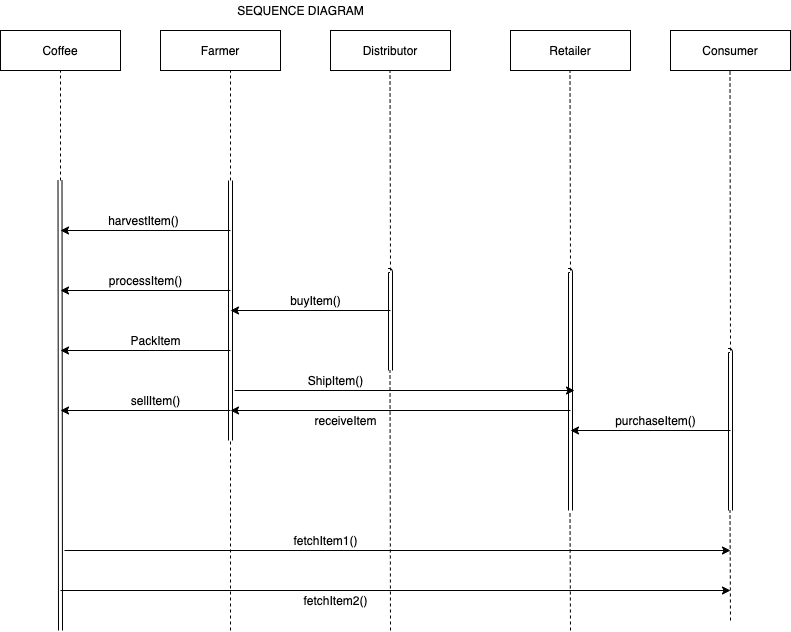 SEQUENCE DIAGRAM
Coffee
Farmer
Distributor
Retailer
Consumer
harvestItem()
processItem()
buyItem()
PackItem
ShipItem()
sellItem()
receiveItem
purchaseItem()
fetchItem1()
fetchItem2()